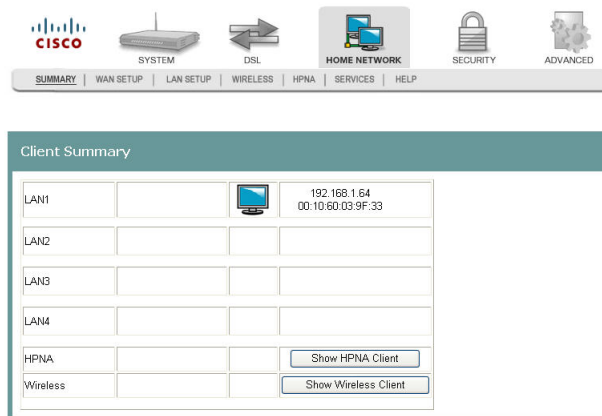 CISCO
SYSTEM DSL HOME NETWORK SECURITY ADVANCED
SUMMARY | WAN SETUP | LAN SETUP | WIRELESS | HPNA | SERVICES | HELP
Client Summary
LAN1 192.168.1.64
00:10:60:03:9F:33
LAN2
LAN3
LAN4
HPNA Show HPNA Client
Wireless Show Wireless Client